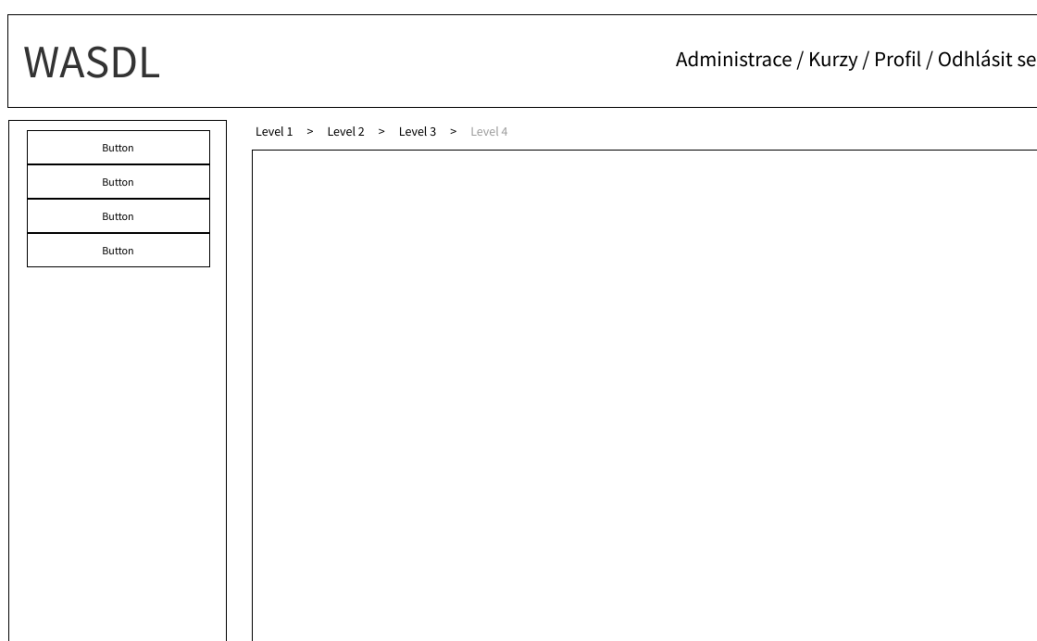 WASDL
Administrace / Kurzy / Profil / Odhlásit se
Button
Button
Button
Button
Level 1 > Level 2 > Level 3 > Level 4